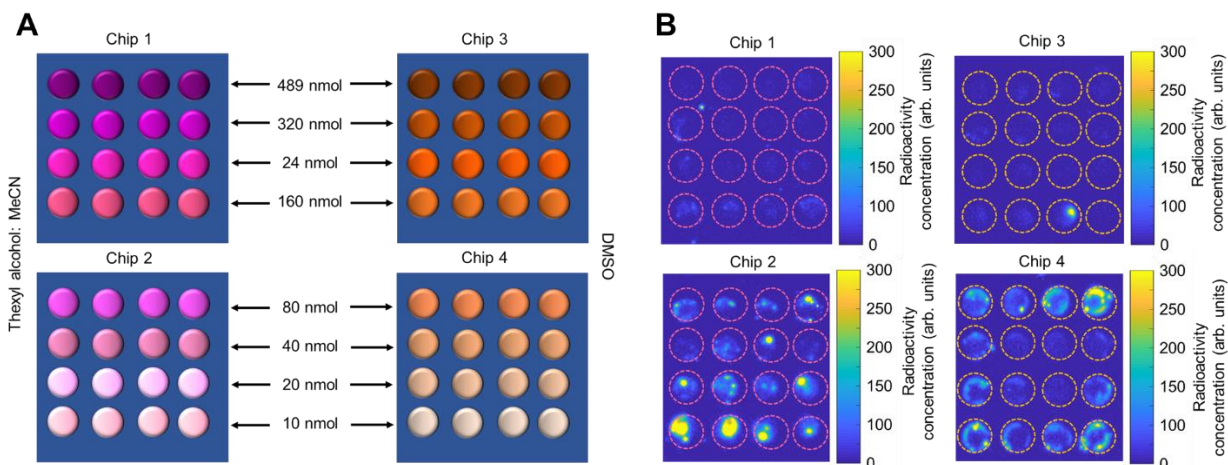 A
Chip 1
Chip 3
489 nmol
320 nmol
24 nmol
160 nmol
Chip 2
Chip 4
80 nmol
40 nmol
20 nmol
10 nmol
Thexyl alcohol: MeCN
DMSO
B
Chip 1
300
250
200
150
100
50
0
Radioactivity
concentration (arb. units)
Chip 3
300
250
200
150
100
50
0
Radioactivity
concentration (arb. units)
Chip 2
300
250
200
150
100
50
0
Radioactivity
concentration (arb. units)
Chip 4
300
250
200
150
100
50
0
Radioactivity
concentration (arb. units)